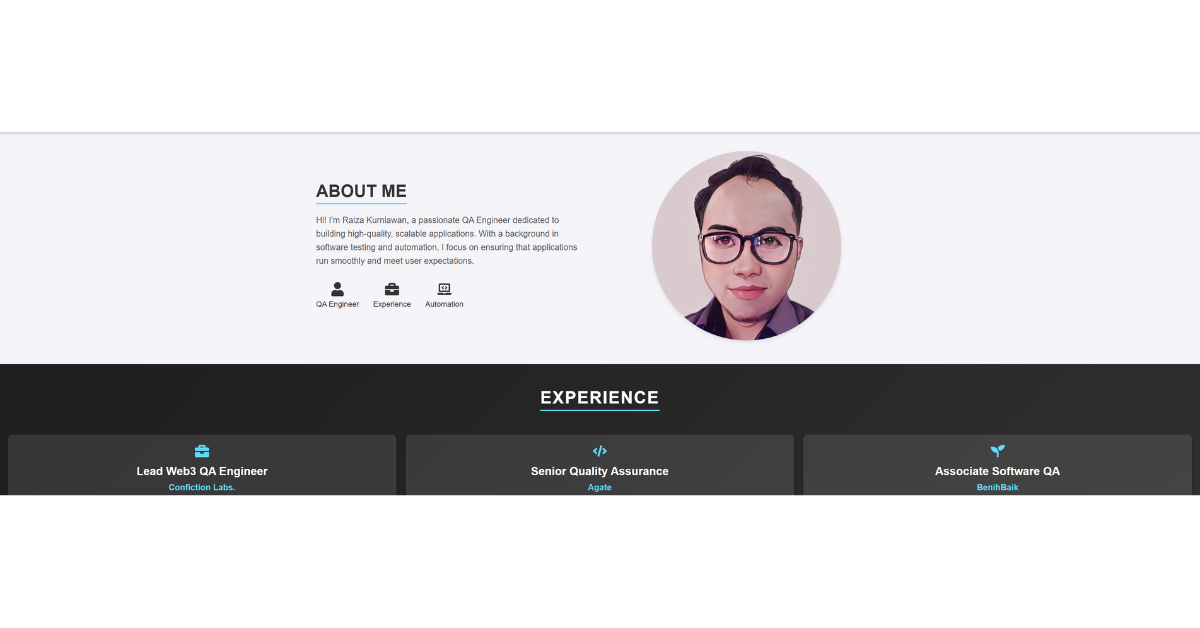 ABOUT ME
Hi! I'm Raiza Kurniawan, a passionate QA Engineer dedicated to
building high-quality, scalable applications. With a background in
software testing and automation, I focus on ensuring that applications
run smoothly and meet user expectations.
QA Engineer Experience Automation
EXPERIENCE
Lead Web3 QA Engineer
Confiction Labs.
Senior Quality Assurance
Agate
Associate Software QA
BenihBaik